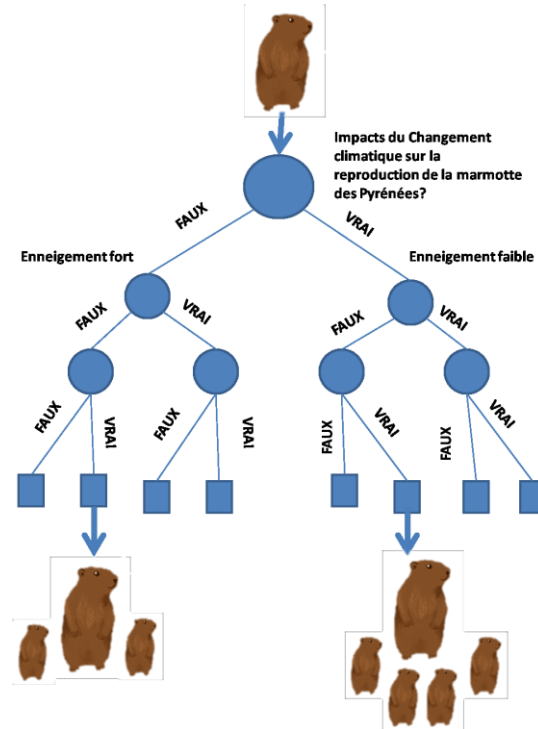 Impacts du Changement
climatique sur la
reproduction de la marmotte
des Pyrénées?
FAUX
VRAI
Enneigement fort
Enneigement faible
FAUX
VRAI
FAUX
VRAI
FAUX
VRAI
FAUX
VRAI
FAUX
VRAI
FAUX
VRAI